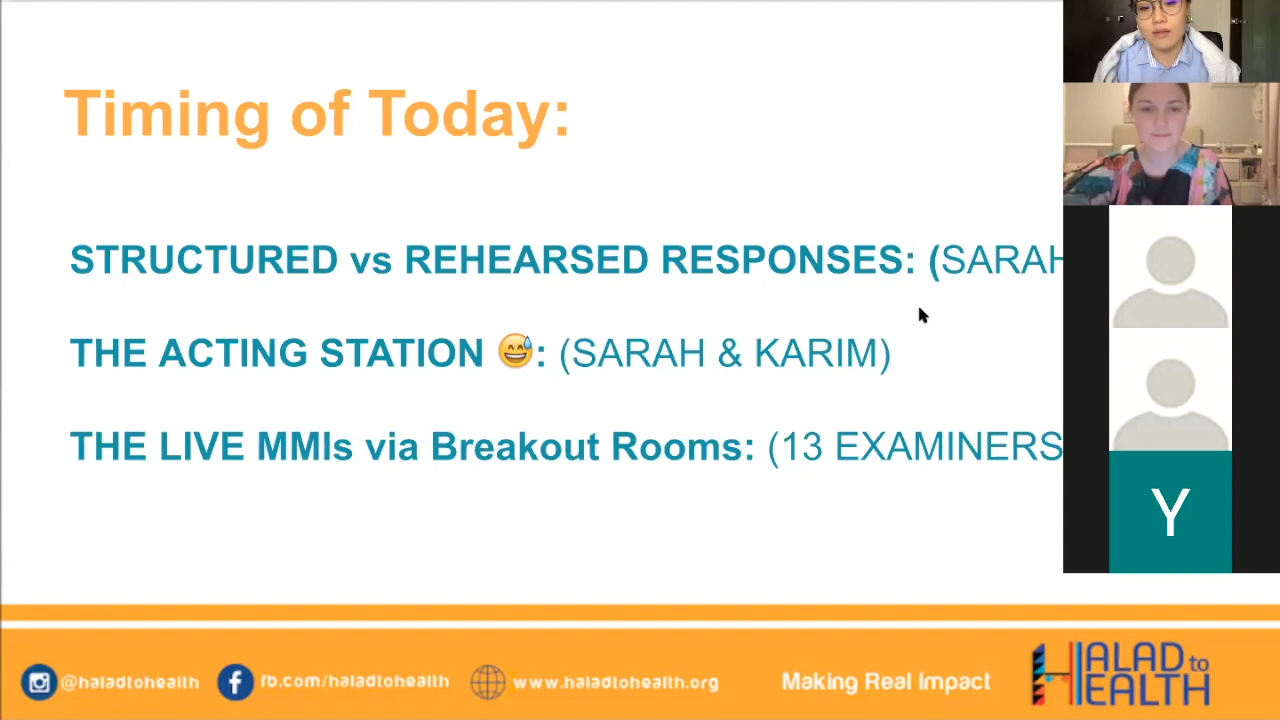 Timing of Today:
STRUCTURED vs REHEARSED RESPONSES: (SARAH
THE ACTING STATION 😅: (SARAH & KARIM)
THE LIVE MMIs via Breakout Rooms: (13 EXAMINERS
Y
@haladtohealth
fb.com/haladtohealth
www.haladtohealth.org
Making Real Impact
HALAD to
HEALTH